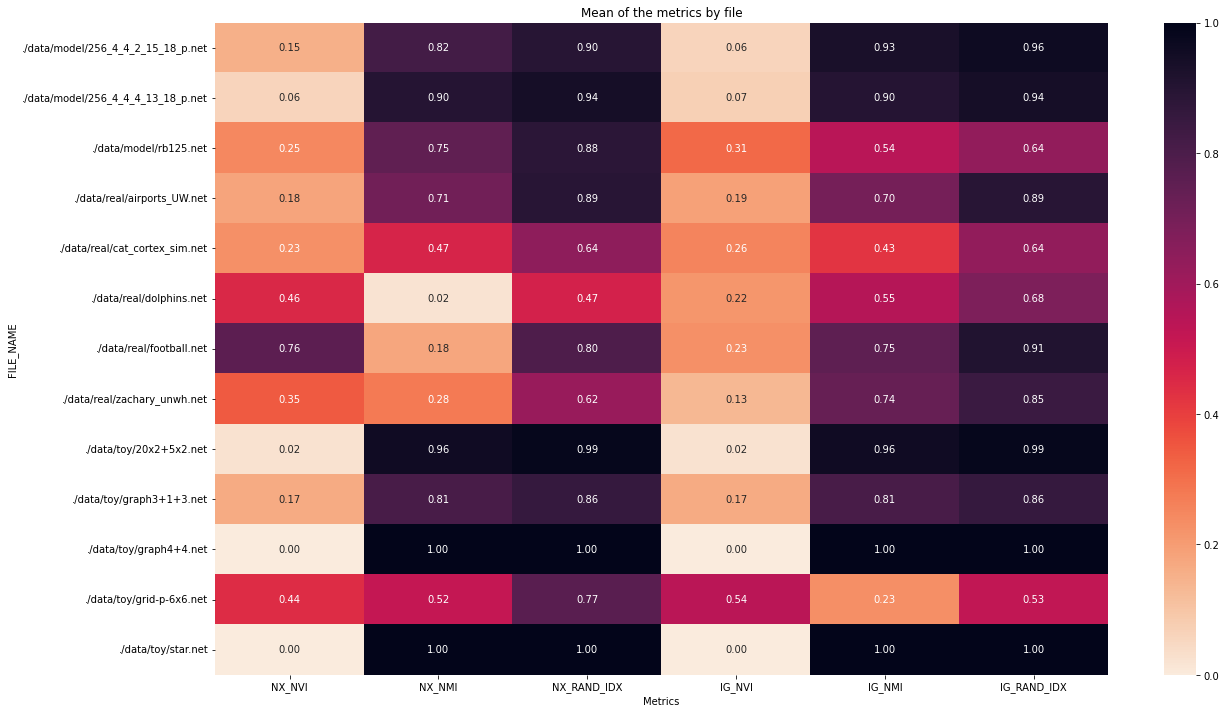 Mean of the metrics by file
./data/model/256_4_4_2_15_18_p.net 0.15 0.82 0.90 0.06 0.93 0.96
./data/model/256_4_4_4_13_18_p.net 0.06 0.90 0.94 0.07 0.90 0.94
./data/model/rb125.net 0.25 0.75 0.88 0.31 0.54 0.64
./data/real/airports_UW.net 0.18 0.71 0.89 0.19 0.70 0.89
./data/real/cat_cortex_sim.net 0.23 0.47 0.64 0.26 0.43 0.64
./data/real/dolphins.net 0.46 0.02 0.47 0.22 0.55 0.68
./data/real/football.net 0.76 0.18 0.80 0.23 0.75 0.91
./data/real/zachary_unwh.net 0.35 0.28 0.62 0.13 0.74 0.85
./data/toy/20x2+5x2.net 0.02 0.96 0.99 0.02 0.96 0.99
./data/toy/graph3+1+3.net 0.17 0.81 0.86 0.17 0.81 0.86
./data/toy/graph4+4.net 0.00 1.00 1.00 0.00 1.00 1.00
./data/toy/grid-p-6x6.net 0.44 0.52 0.77 0.54 0.23 0.53
./data/toy/star.net 0.00 1.00 1.00 0.00 1.00 1.00
FILE_NAME
NX_NVI NX_NMI NX_RAND_IDX IG_NVI IG_NMI IG_RAND_IDX
Metrics
1.0
0.8
0.6
0.4
0.2
0.0